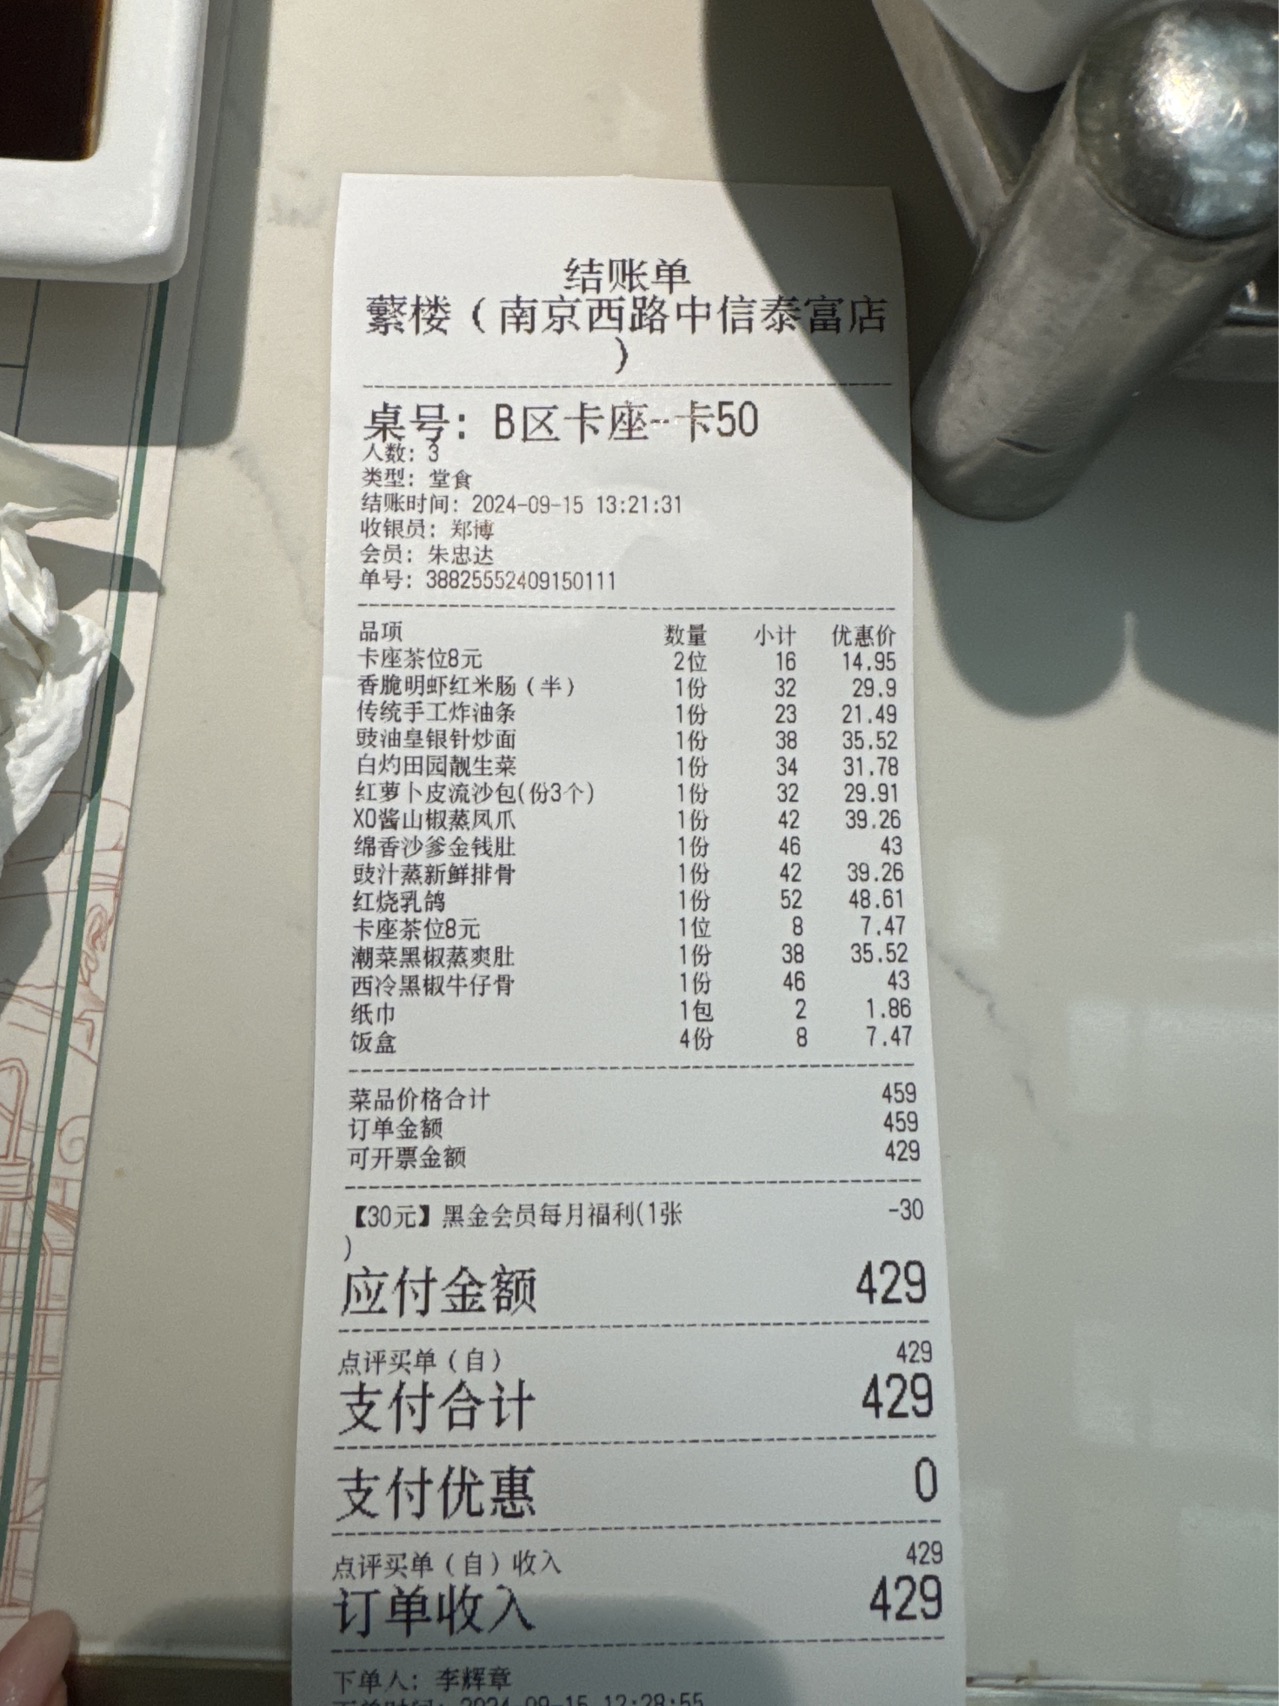 结账单
蘩楼（南京西路中信泰富店
）
桌号：B区卡座--卡50
人数：3
类型：堂食
结账时间：2024-09-15 13:21:31
收银员：郑博
会员：朱忠达
单号：38825552409150111
品项 数量 小计 优惠价
卡座茶位8元 2位 16 14.95
香脆明虾红米肠（半） 1份 32 29.9
传统手工炸油条 1份 23 21.49
豉油皇银针炒面 1份 38 35.52
白灼田园靓生菜 1份 34 31.78
红萝卜皮流沙包(份3个) 1份 32 29.91
XO酱山椒蒸凤爪 1份 42 39.26
绵香沙爹金钱肚 1份 46 43
豉汁蒸新鲜排骨 1份 42 39.26
红烧乳鸽 1份 52 48.61
卡座茶位8元 1位 8 7.47
潮菜黑椒蒸爽肚 1份 38 35.52
西冷黑椒牛仔骨 1份 46 43
纸巾 1包 2 1.86
饭盒 4份 8 7.47
菜品价格合计 459
订单金额 459
可开票金额 429
【30元】黑金会员每月福利(1张 -30
)
应付金额 429
点评买单（自） 429
支付合计 429
支付优惠 0
点评买单（自）收入 429
订单收入 429
下单人：李辉章
下单时间：2024-09-15 12:28:55